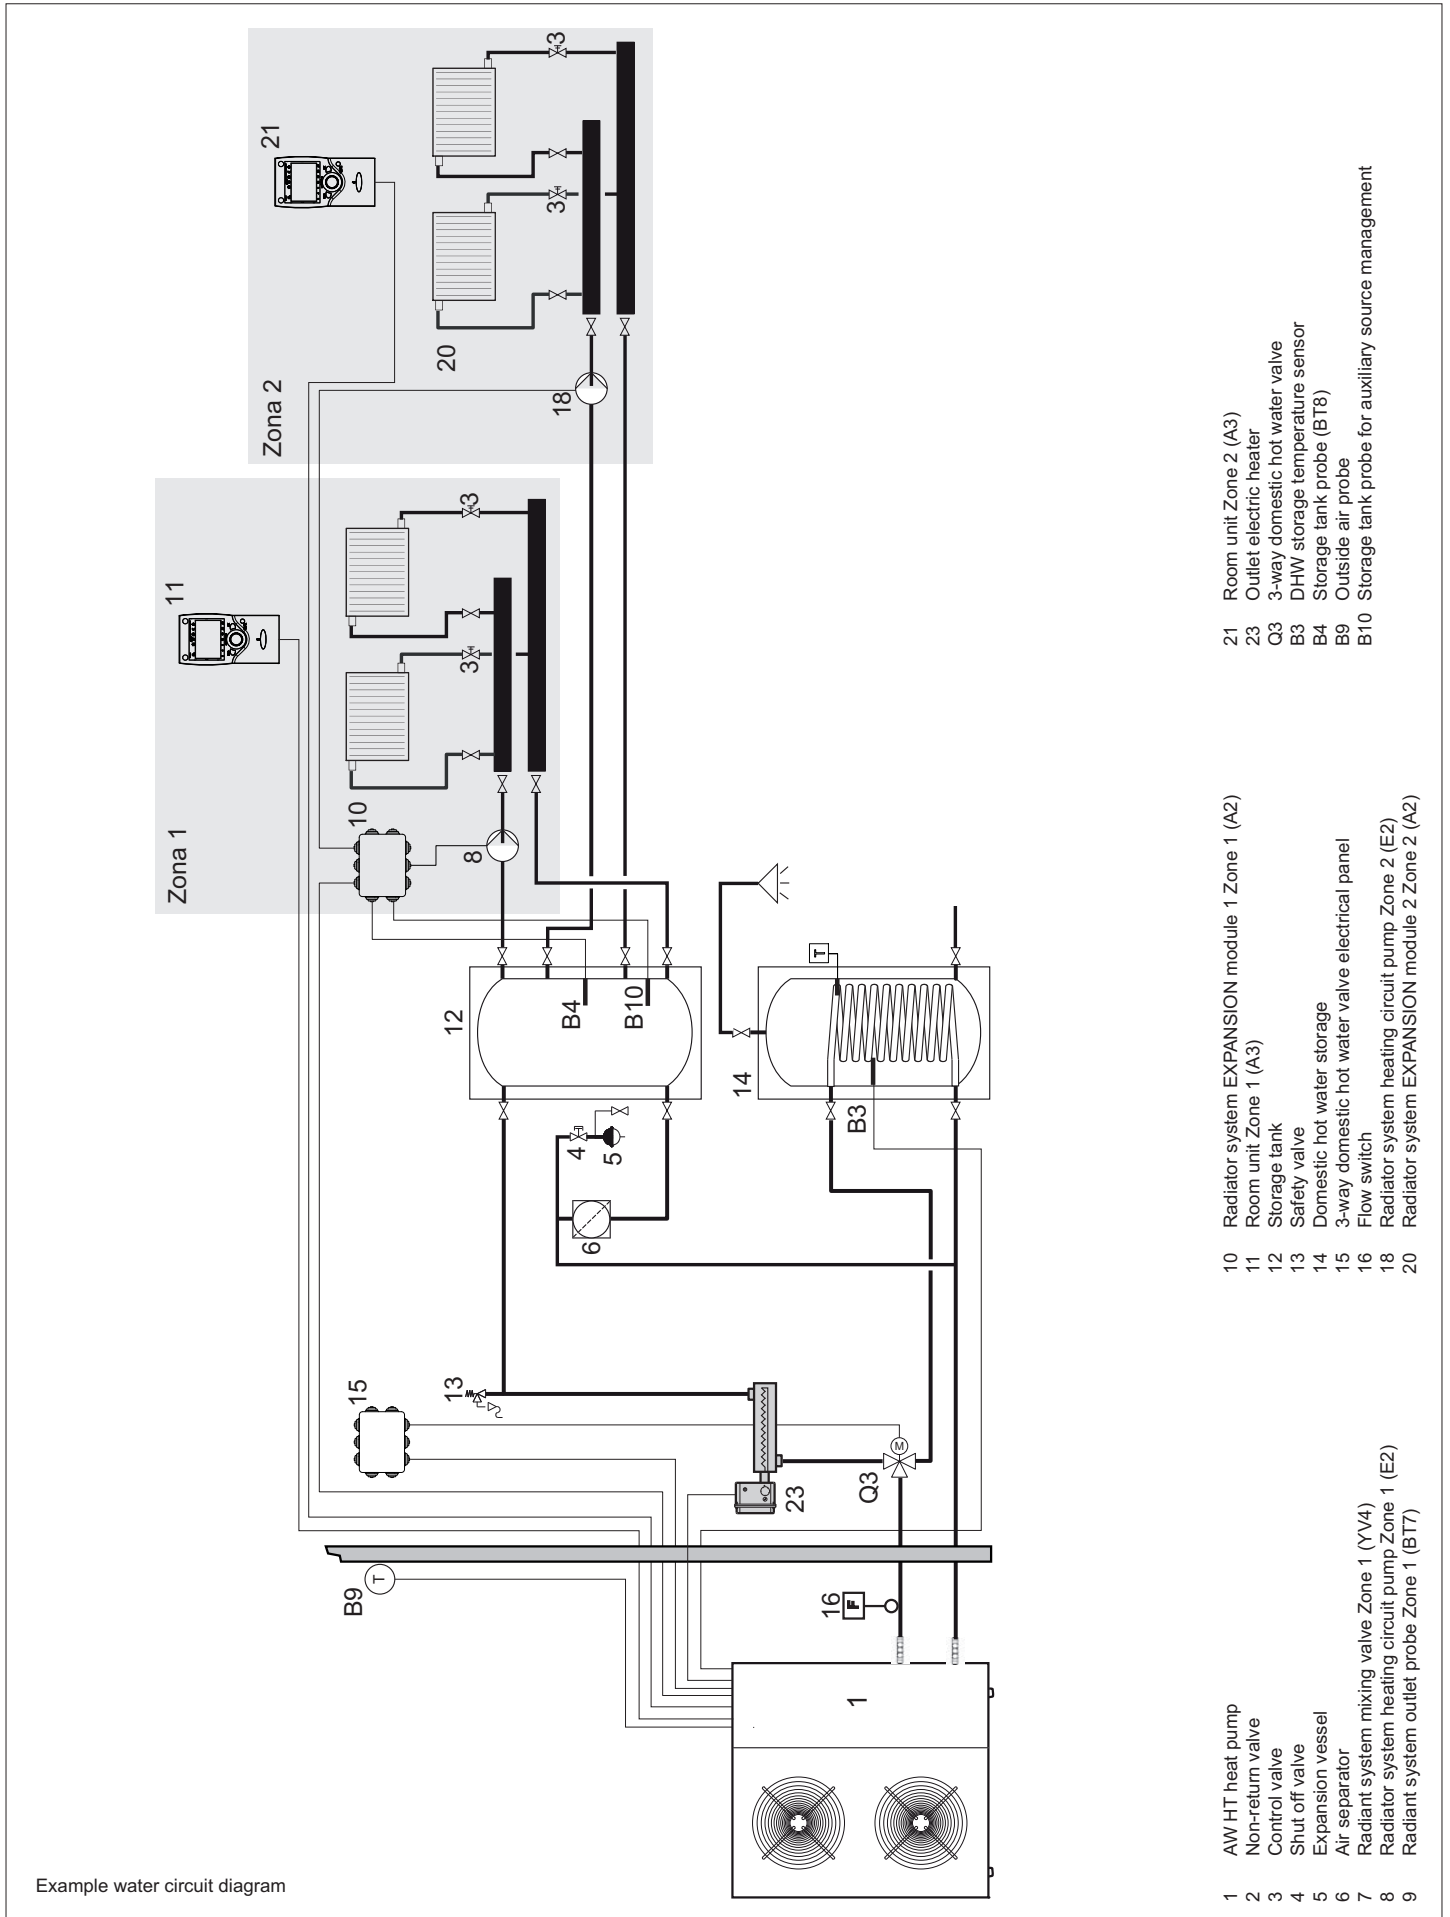 Example water circuit diagram
Zona 1
Zona 2
21
11
3
3
20
18
3
3
10
8
12
B4
B10
T
14
B3
4
5
6
15
13
23
M
Q3
B9
T
16
F
1
1 AW HT heat pump
2 Non-return valve
3 Control valve
4 Shut off valve
5 Expansion vessel
6 Air separator
7 Radiant system mixing valve Zone 1 (YV4)
8 Radiator system heating circuit pump Zone 1 (E2)
9 Radiant system outlet probe Zone 1 (BT7)
10 Radiator system EXPANSION module 1 Zone 1 (A2)
11 Room unit Zone 1 (A3)
12 Storage tank
13 Safety valve
14 Domestic hot water storage
15 3-way domestic hot water valve electrical panel
16 Flow switch
18 Radiator system heating circuit pump Zone 2 (E2)
20 Radiator system EXPANSION module 2 Zone 2 (A2)
21 Room unit Zone 2 (A3)
23 Outlet electric heater
Q3 3-way domestic hot water valve
B3 DHW storage temperature sensor
B4 Storage tank probe (BT8)
B9 Outside air probe
B10 Storage tank probe for auxiliary source management